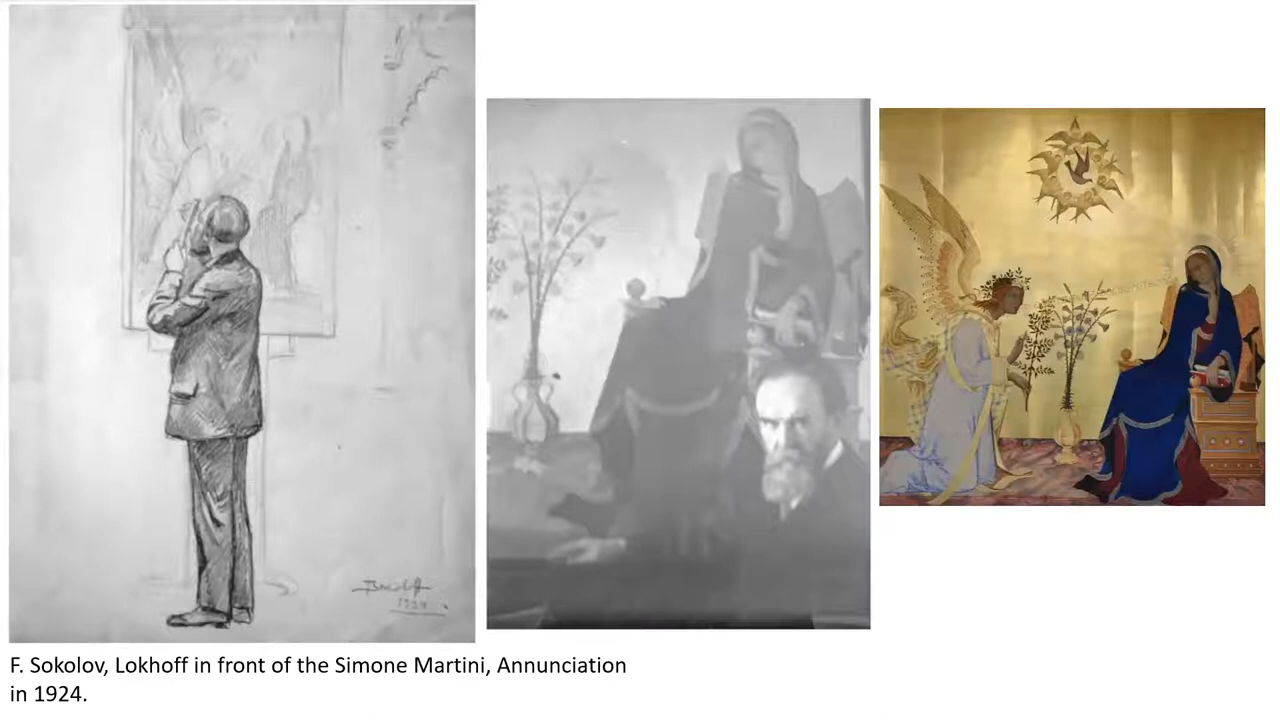 1924
F. Sokolov, Lokhoff in front of the Simone Martini, Annunciation
in 1924.